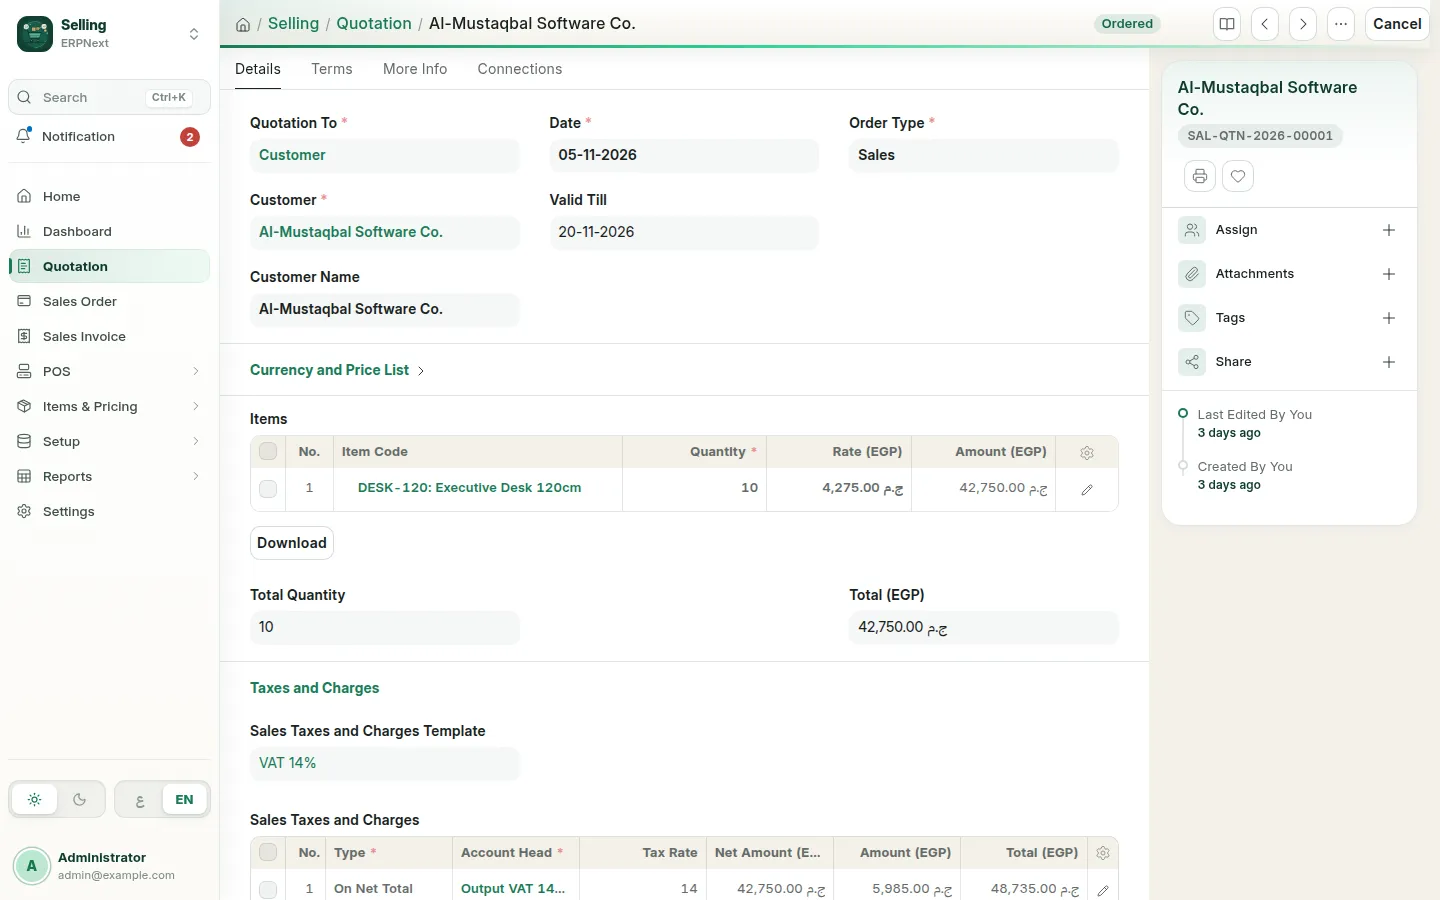 Selling
ERPNext
Search
Ctrl+K
Notification
2
Home
Dashboard
Quotation
Sales Order
Sales Invoice
POS
Items & Pricing
Setup
Reports
Settings
ع
EN
A
Administrator
admin@example.com
/ Selling / Quotation / Al-Mustaqbal Software Co.
Ordered
Cancel
Details
Terms
More Info
Connections
Quotation To *
Customer
Date *
05-11-2026
Order Type *
Sales
Customer *
Al-Mustaqbal Software Co.
Valid Till
20-11-2026
Customer Name
Al-Mustaqbal Software Co.
Currency and Price List
Items
No. Item Code Quantity * Rate (EGP) Amount (EGP)
1 DESK-120: Executive Desk 120cm 10 4,275.00 ج.م 42,750.00 ج.م
Download
Total Quantity
10
Total (EGP)
42,750.00 ج.م
Taxes and Charges
Sales Taxes and Charges Template
VAT 14%
Sales Taxes and Charges
No. Type * Account Head * Tax Rate Net Amount (E... Amount (EGP) Total (EGP)
1 On Net Total Output VAT 14... 14 42,750.00 ج.م 5,985.00 ج.م 48,735.00 ج.م
Al-Mustaqbal Software
Co.
SAL-QTN-2026-00001
Assign
Attachments
Tags
Share
Last Edited By You
3 days ago
Created By You
3 days ago